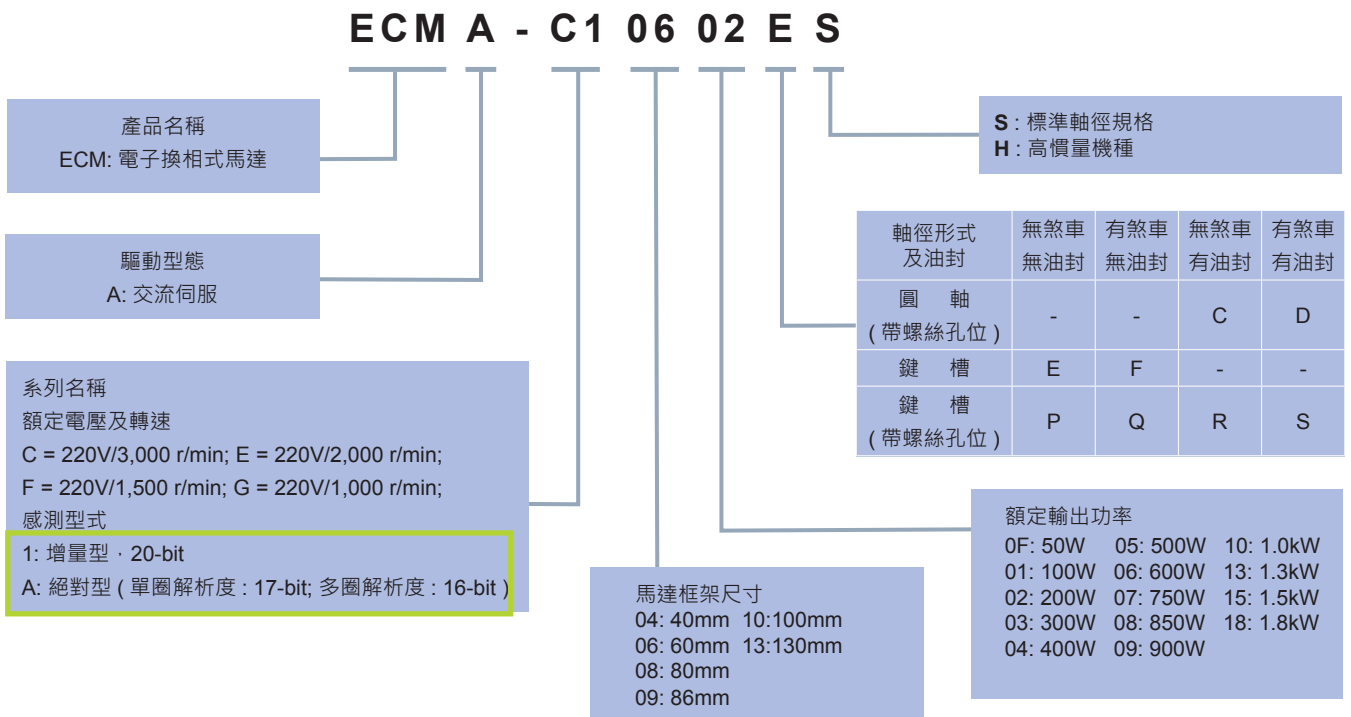 ECM A - C1 06 02 E S
產品名稱
ECM: 電子換相式馬達
驅動型態
A: 交流伺服
系列名稱
額定電壓及轉速
C = 220V/3,000 r/min; E = 220V/2,000 r/min;
F = 220V/1,500 r/min; G = 220V/1,000 r/min;
感測型式
1: 增量型﹐20-bit
A: 絕對型 ( 單圈解析度 : 17-bit; 多圈解析度 : 16-bit )
馬達框架尺寸
04: 40mm 10:100mm
06: 60mm 13:130mm
08: 80mm
09: 86mm
額定輸出功率
0F: 50W 05: 500W 10: 1.0kW
01: 100W 06: 600W 13: 1.3kW
02: 200W 07: 750W 15: 1.5kW
03: 300W 08: 850W 18: 1.8kW
04: 400W 09: 900W
軸徑形式 無煞車 有煞車 無煞車 有煞車
及油封 無油封 無油封 有油封 有油封
圓 軸
( 帶螺絲孔位 ) - - C D
鍵 槽 E F - -
鍵 槽
( 帶螺絲孔位 ) P Q R S
S : 標準軸徑規格
H : 高慣量機種